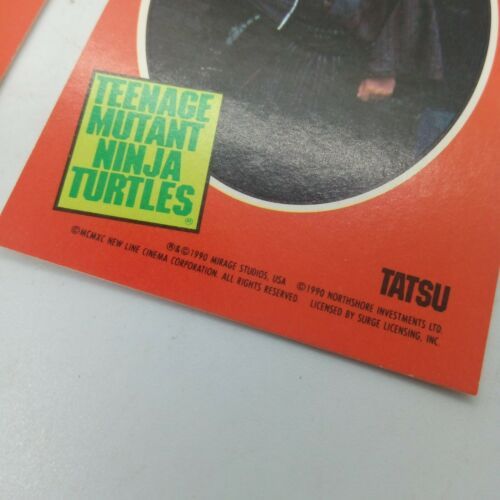 TEENAGE
MUTANT
NINJA
TURTLES
®
®&©1990 MIRAGE STUDIOS, USA
©MCMXC NEW LINE CINEMA CORPORATION. ALL RIGHTS RESERVED.
TATSU
©1990 NORTHSHORE INVESTMENTS LTD.
LICENSED BY SURGE LICENSING, INC.